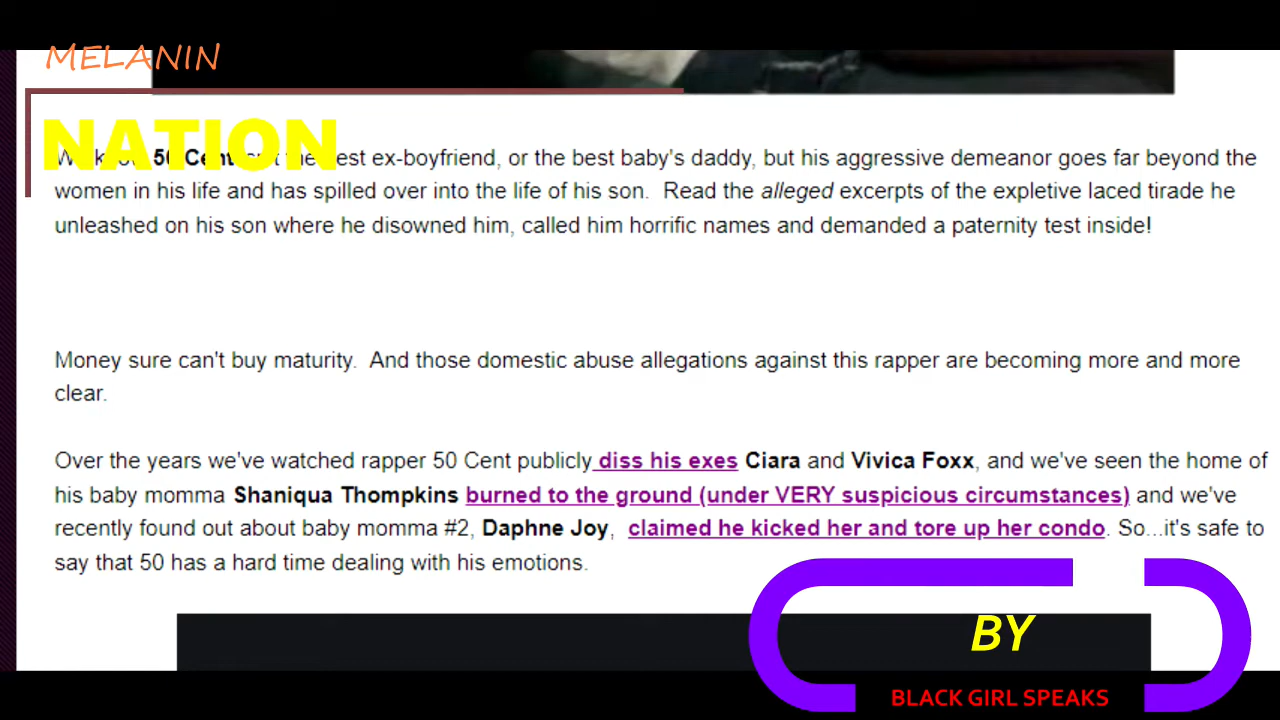 MELANIN
NATION
50 Cent the best ex-boyfriend, or the best baby's daddy, but his aggressive demeanor goes far beyond the
women in his life and has spilled over into the life of his son. Read the alleged excerpts of the expletive laced tirade he
unleashed on his son where he disowned him, called him horrific names and demanded a paternity test inside!
Money sure can't buy maturity. And those domestic abuse allegations against this rapper are becoming more and more
clear.
Over the years we've watched rapper 50 Cent publicly diss his exes Ciara and Vivica Foxx, and we've seen the home of
his baby momma Shaniqua Thompkins burned to the ground (under VERY suspicious circumstances) and we've
recently found out about baby momma #2, Daphne Joy, claimed he kicked her and tore up her condo. So...it's safe to
say that 50 has a hard time dealing with his emotions.
BY
BLACK GIRL SPEAKS